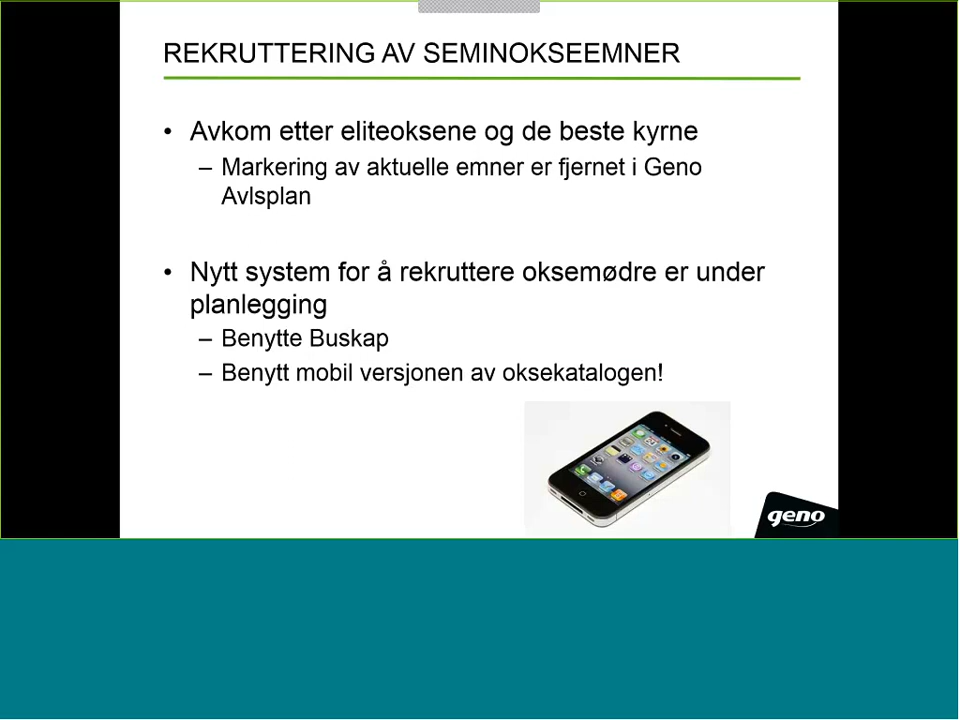 REKRUTTERING AV SEMINOKSEEMNER
• Avkom etter eliteoksene og de beste kyrne
– Markering av aktuelle emner er fjernet i Geno
Avlsplan
• Nytt system for å rekruttere oksemødre er under
planlegging
– Benytte Buskap
– Benytt mobil versjonen av oksekatalogen!
geno